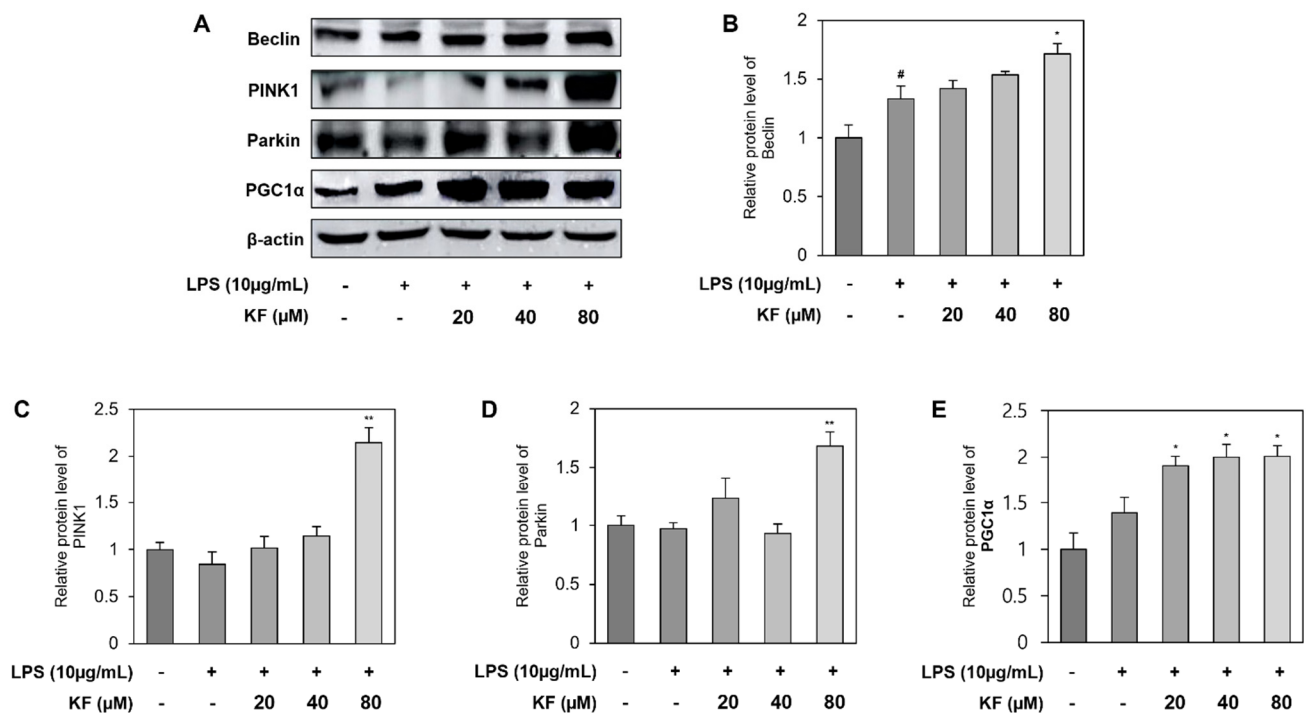 A
Beclin
PINK1
Parkin
PGC1α
β-actin
LPS (10µg/mL) - + + + +
KF (µM) - - 20 40 80
B
Relative protein level of
Beclin
2
1.5
1
0.5
0
#
*
LPS (10µg/mL) - + + + +
KF (µM) - - 20 40 80
C
Relative protein level of
PINK1
2.5
2
1.5
1
0.5
0
**
LPS (10µg/mL) - + + + +
KF (µM) - - 20 40 80
D
Relative protein level of
Parkin
2
1.5
1
0.5
0
**
LPS (10µg/mL) - + + + +
KF (µM) - - 20 40 80
E
Relative protein level of
PGC1α
2.5
2
1.5
1
0.5
0
* * *
LPS (10µg/mL) - + + + +
KF (µM) - - 20 40 80